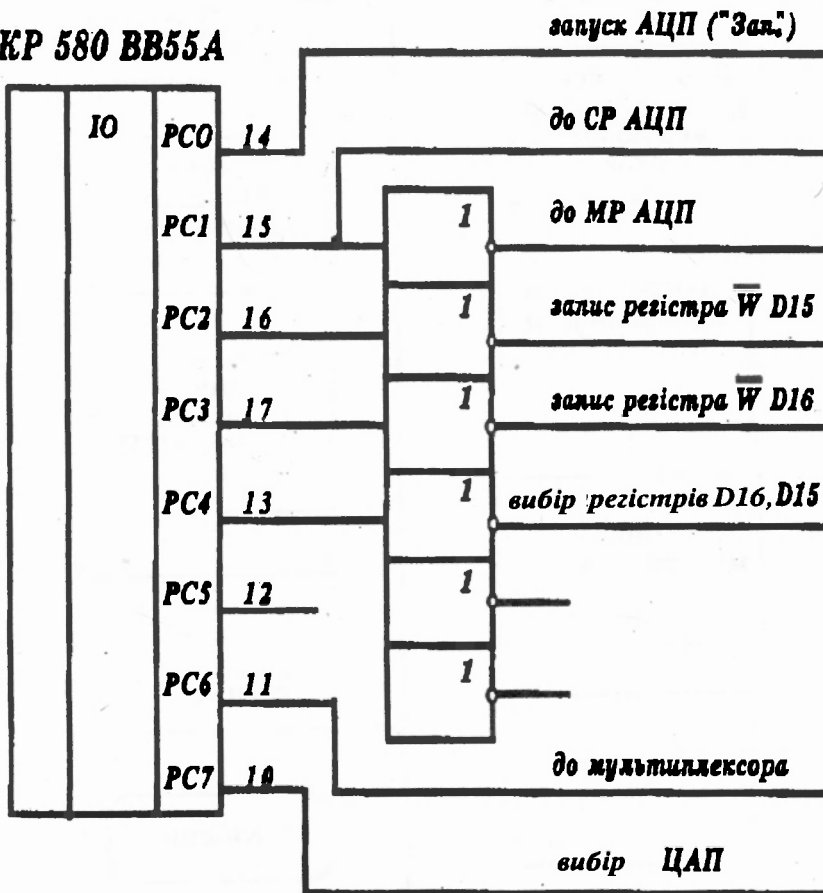 запуск АЦП ("Зап.")
КР 580 ВВ55А
IO
PC0 14
до СР АЦП
PC1 15
1
до МР АЦП
PC2 16
1
запис регістра W̅ D15
PC3 17
1
запис регістра W̅ D16
PC4 13
1
вибір регістрів D16, D15
PC5 12
1
PC6 11
1
PC7 10
до мультиплексора
вибір ЦАП